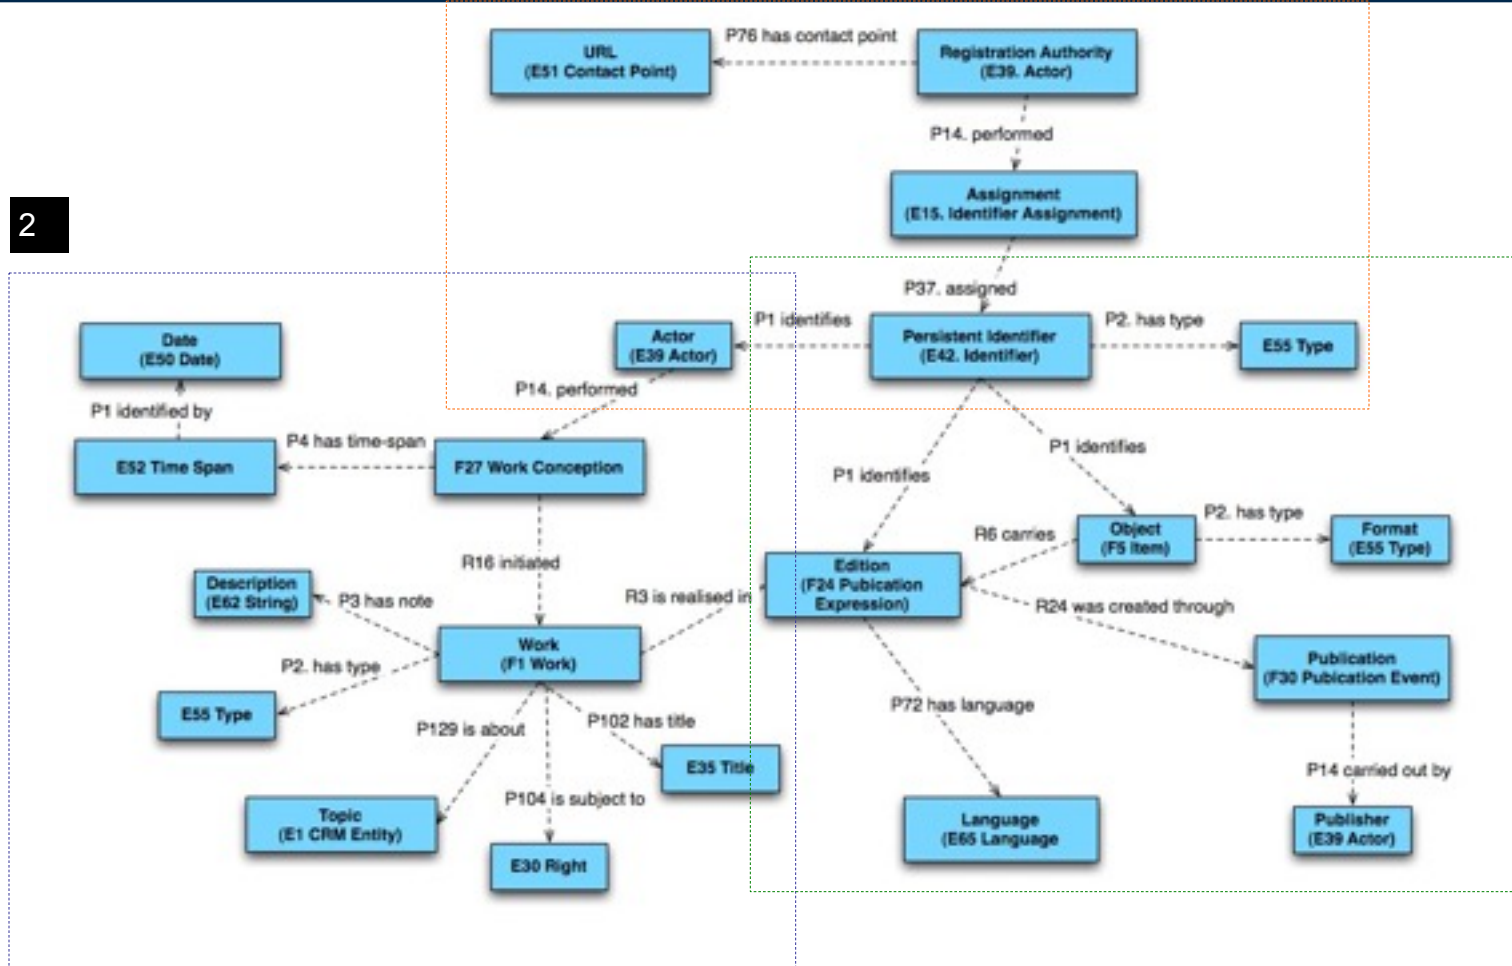 P76 has contact point
URL
(E51 Contact Point)
Registration Authority
(E39. Actor)
P14. performed
Assignment
(E15. Identifier Assignment)
2
P37. assigned
P1 identifies
P2. has type
Date
(E50 Date)
Actor
(E39 Actor)
Persistent Identifier
(E42. Identifier)
E55 Type
P14. performed
P1 identified by
P4 has time-span
E52 Time Span
F27 Work Conception
P1 identifies
P1 identifies
P2. has type
R6 carries
Object
(F5 Item)
Format
(E55 Type)
R16 initiated
Edition
(F24 Pubication
Expression)
Description
(E62 String)
P3 has note
R3 is realised in
R24 was created through
Work
(F1 Work)
P2. has type
Publication
(F30 Pubication Event)
E55 Type
P129 is about
P102 has title
P72 has language
E35 Title
P14 carried out by
P104 is subject to
Topic
(E1 CRM Entity)
Language
(E65 Language
Publisher
(E39 Actor)
E30 Right